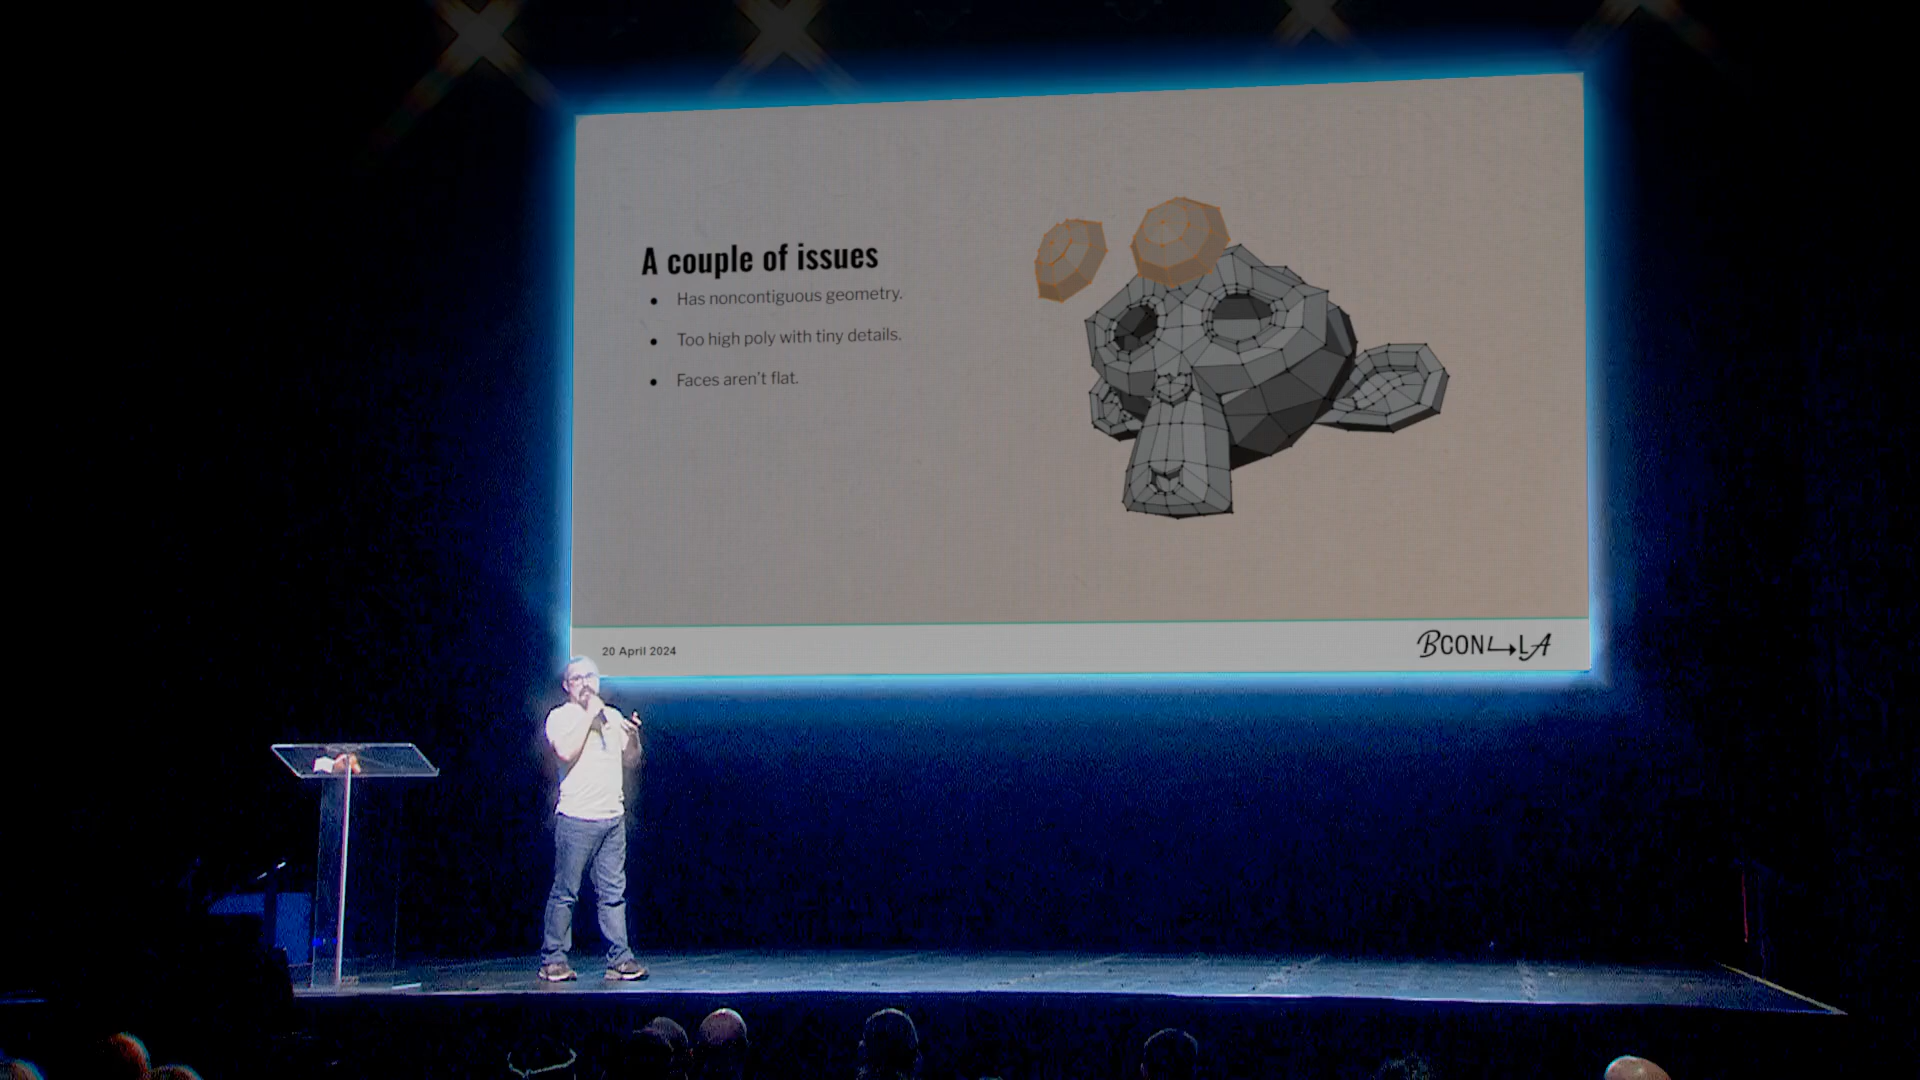 A couple of issues
Has noncontiguous geometry.
Too high poly with tiny details.
Faces aren't flat.
20 April 2024
BCON LA